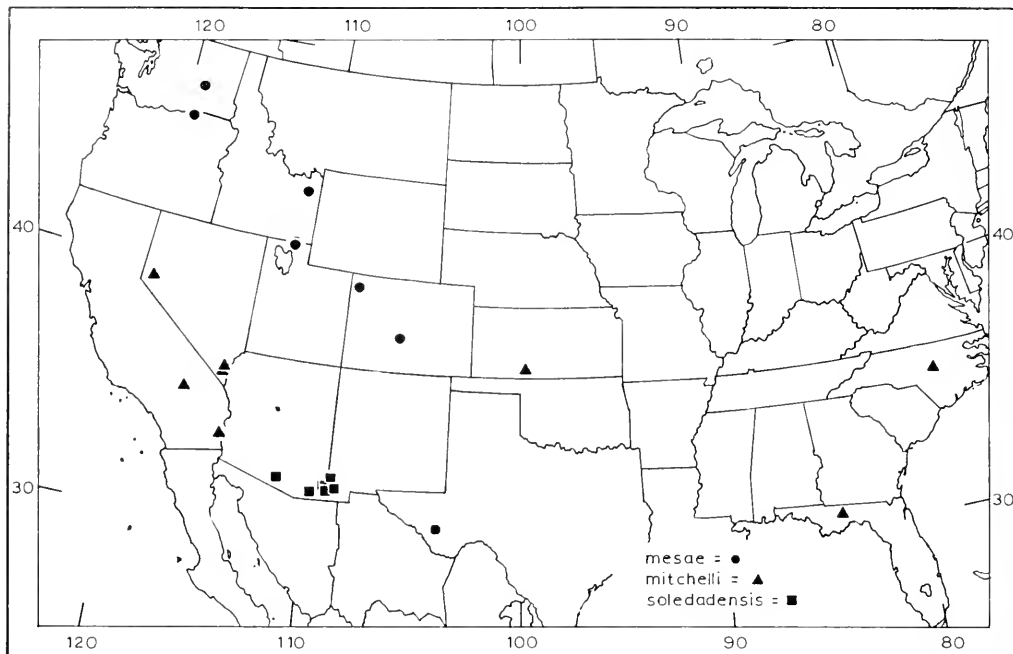 120 110 100 90 80
40 40
30 30
mesae = ●
mitchelli = ▲
soledadensis = ■
120 110 100 90 80